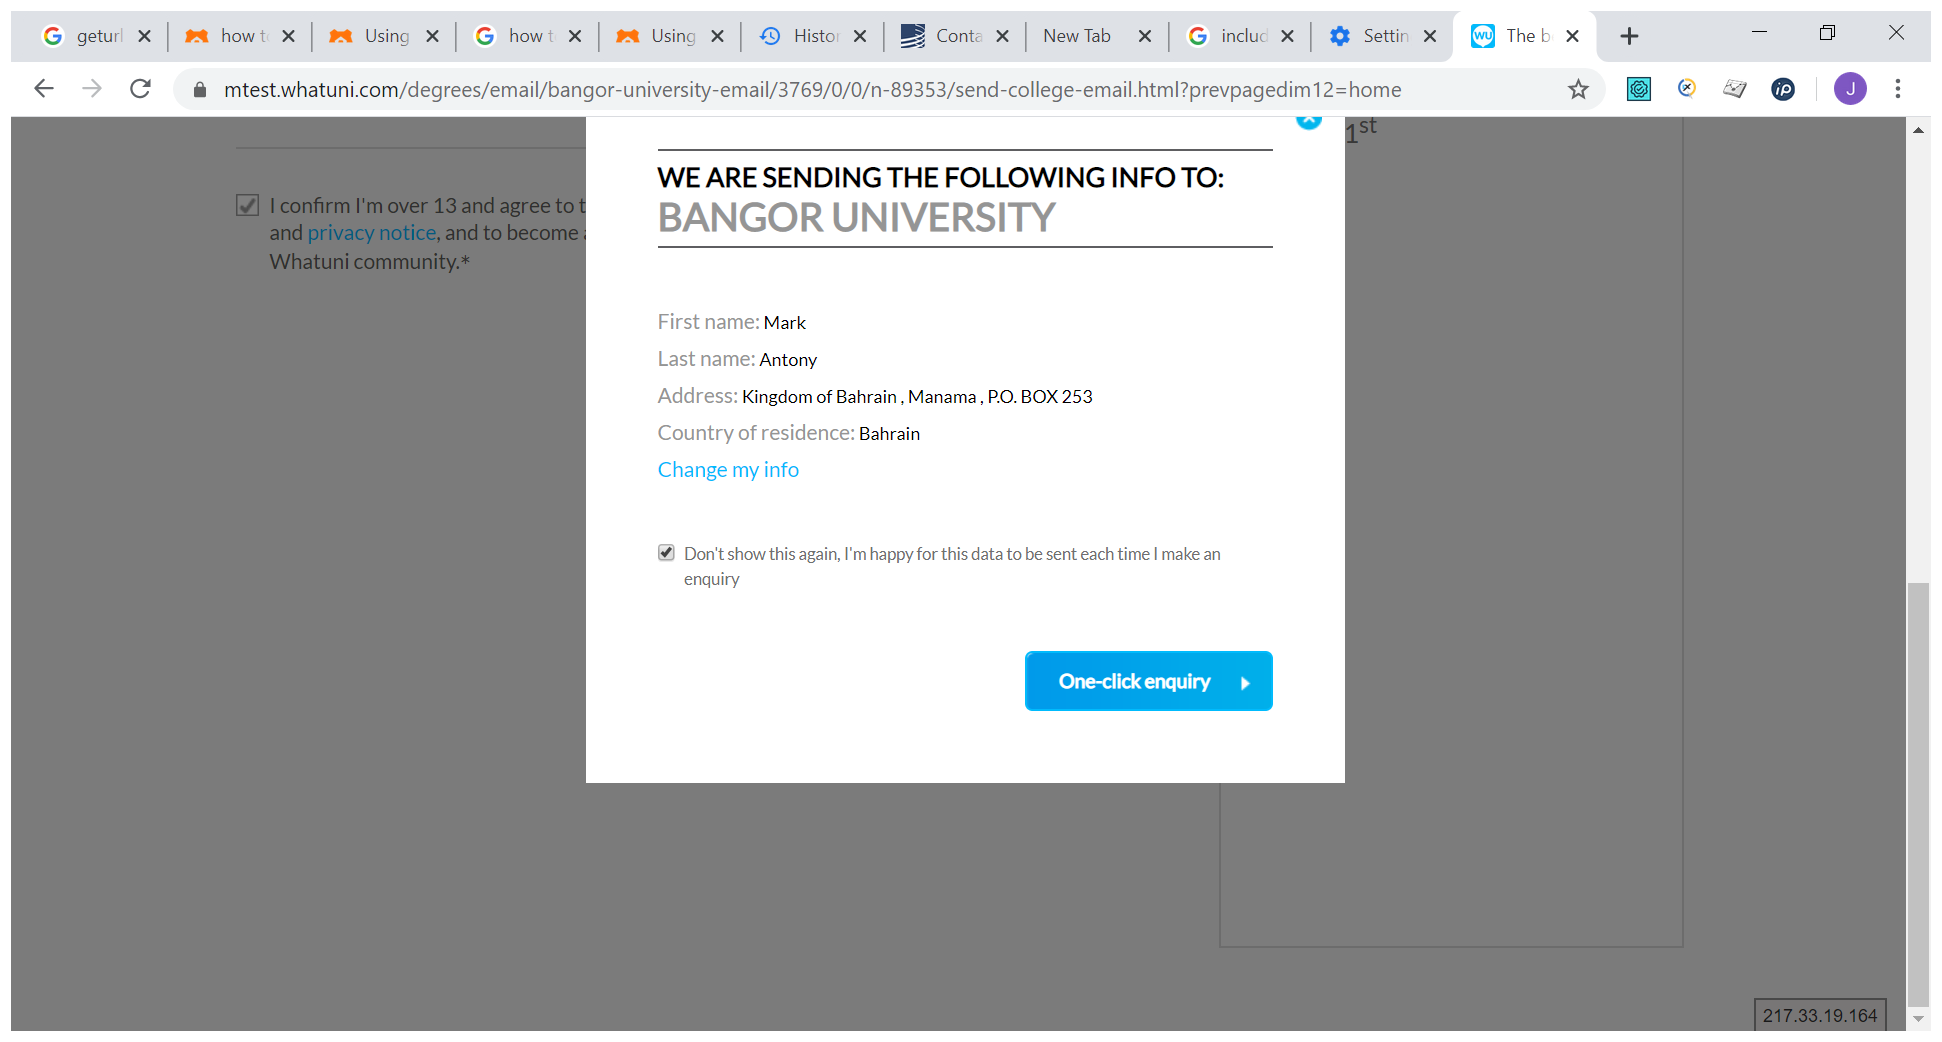 geturl
how to
Using
how to
Using
Histor
Conta
New Tab
includ
Settin
The b
mtest.whatuni.com/degrees/email/bangor-university-email/3769/0/0/n-89353/send-college-email.html?prevpagedim12=home
J
1st
I confirm I'm over 13 and agree to t
and privacy notice, and to become
Whatuni community.*
WE ARE SENDING THE FOLLOWING INFO TO:
BANGOR UNIVERSITY
First name: Mark
Last name: Antony
Address: Kingdom of Bahrain , Manama , P.O. BOX 253
Country of residence: Bahrain
Change my info
Don't show this again, I'm happy for this data to be sent each time I make an
enquiry
One-click enquiry
217.33.19.164